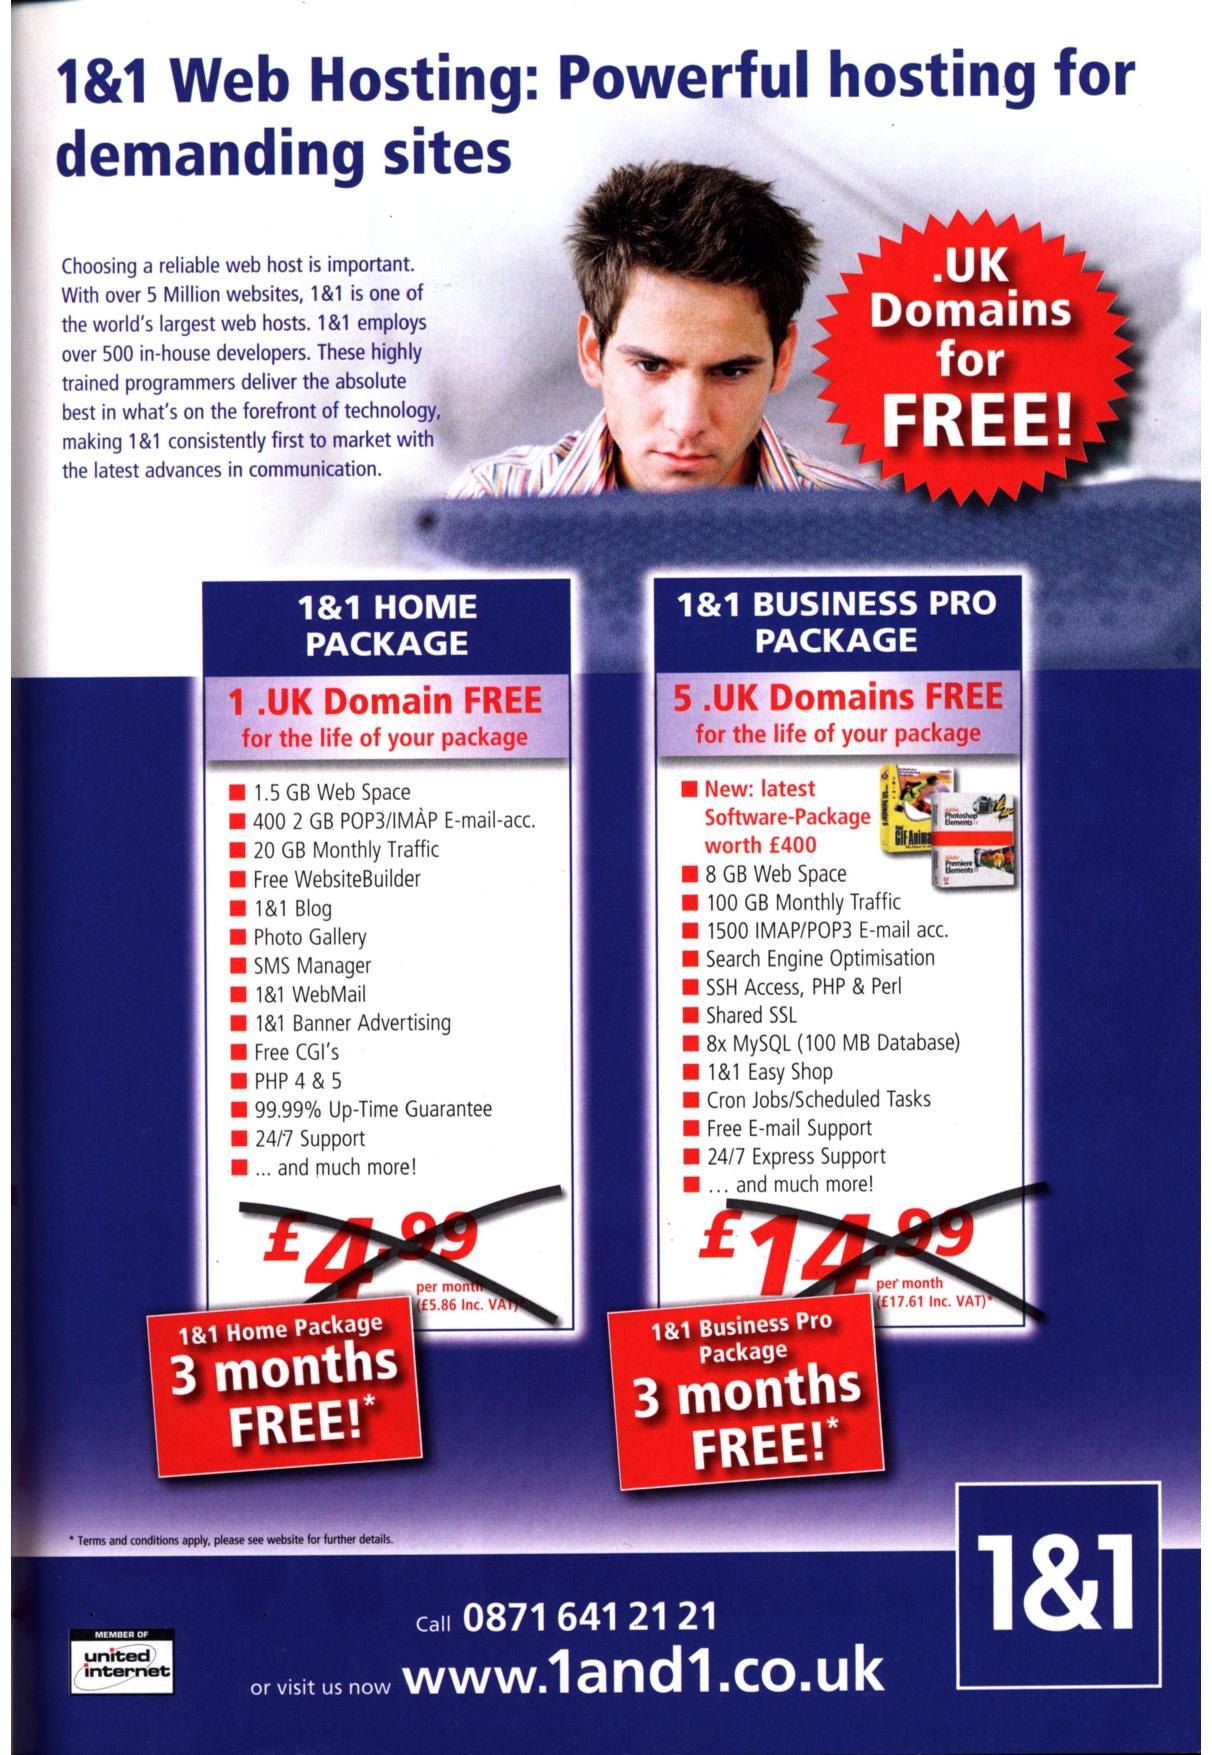 1&1 Web Hosting: Powerful hosting for
demanding sites
Choosing a reliable web host is important.
With over 5 Million websites, 1&1 is one of
the world's largest web hosts. 1&1 employs
over 500 in-house developers. These highly
trained programmers deliver the absolute
best in what's on the forefront of technology,
making 1&1 consistently first to market with
the latest advances in communication.
.UK
Domains
for
FREE!
1&1 HOME
PACKAGE
1 .UK Domain FREE
for the life of your package
1.5 GB Web Space
400 2 GB POP3/IMAP E-mail-acc.
20 GB Monthly Traffic
Free WebsiteBuilder
1&1 Blog
Photo Gallery
SMS Manager
1&1 WebMail
1&1 Banner Advertising
Free CGI's
PHP 4 & 5
99.99% Up-Time Guarantee
24/7 Support
... and much more!
£4.99
per month
(£5.86 Inc. VAT)*
1&1 Home Package
3 months
FREE!*
1&1 BUSINESS PRO
PACKAGE
5 .UK Domains FREE
for the life of your package
New: latest
Software-Package
worth £400
Adobe
Photoshop
Elements
Adobe
Premiere
Elements
8 GB Web Space
100 GB Monthly Traffic
1500 IMAP/POP3 E-mail acc.
Search Engine Optimisation
SSH Access, PHP & Perl
Shared SSL
8x MySQL (100 MB Database)
1&1 Easy Shop
Cron Jobs/Scheduled Tasks
Free E-mail Support
24/7 Express Support
... and much more!
£14.99
per month
(£17.61 Inc. VAT)*
1&1 Business Pro
Package
3 months
FREE!*
* Terms and conditions apply, please see website for further details.
1&1
MEMBER OF
united
internet
Call 0871 641 21 21
or visit us now www.1and1.co.uk